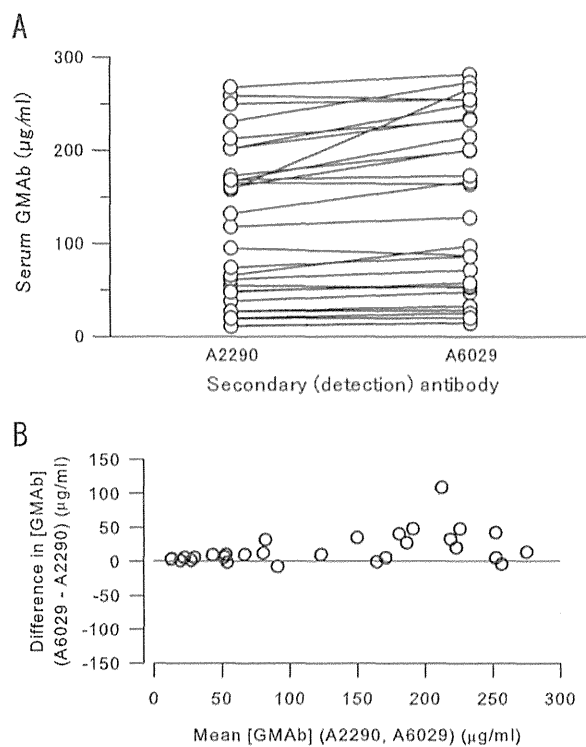 A
300
200
100
0
Serum GMAb (µg/ml)
A2290
A6029
Secondary (detection) antibody
B
150
100
50
0
-50
-100
-150
Difference in [GMAb]
(A6029 - A2290) (µg/ml)
0 50 100 150 200 250 300
Mean [GMAb] (A2290, A6029) (µg/ml)